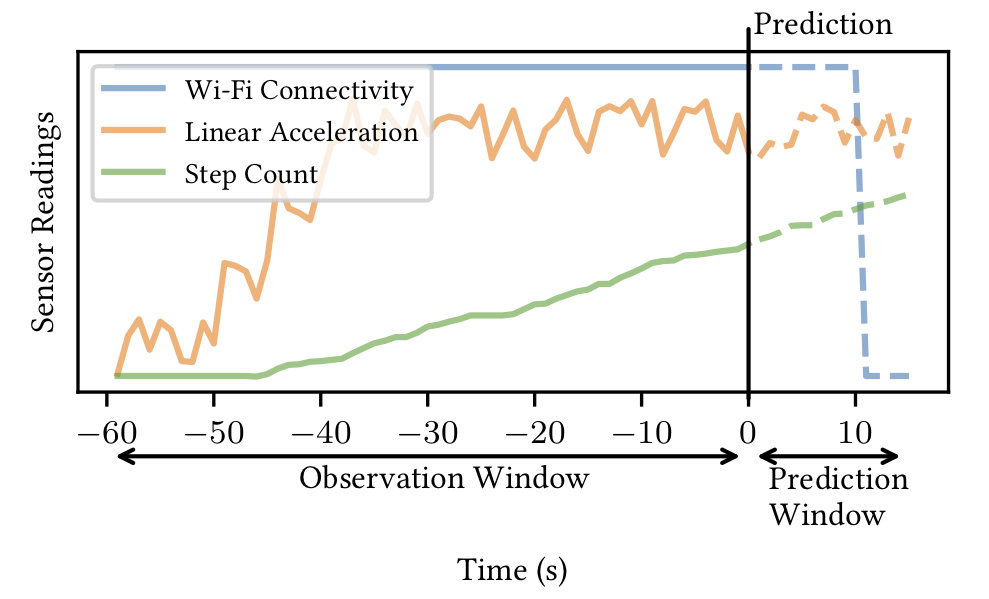 Prediction
Wi-Fi Connectivity
Linear Acceleration
Step Count
Sensor Readings
−60 −50 −40 −30 −20 −10 0 10
Observation Window
Prediction
Window
Time (s)